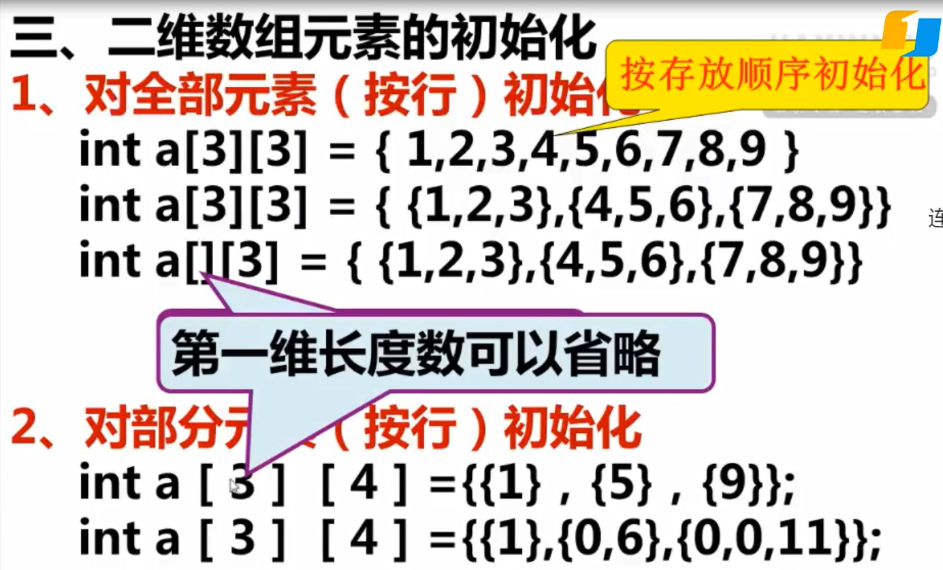 三、二维数组元素的初始化
按存放顺序初始化
1、对全部元素（按行）初始化
int a[3][3] = { 1,2,3,4,5,6,7,8,9 }
int a[3][3] = { {1,2,3},{4,5,6},{7,8,9}}
连
int a[][3] = { {1,2,3},{4,5,6},{7,8,9}}
第一维长度数可以省略
2、对部分元素（按行）初始化
int a [ 3 ] [ 4 ] ={{1} , {5} , {9}};
int a [ 3 ] [ 4 ] ={{1},{0,6},{0,0,11}};